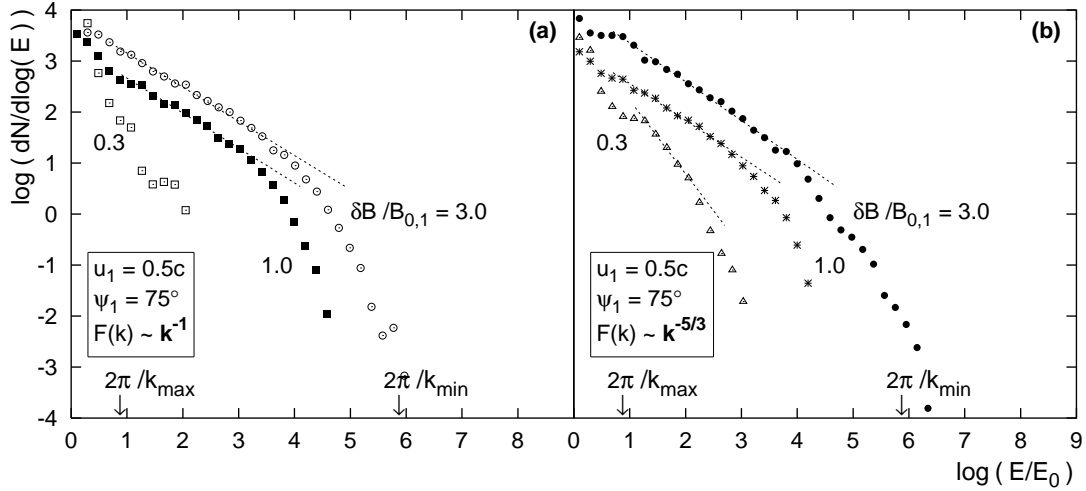 log ( dN/dlog( E ) )
4
3
2
1
0
-1
-2
-3
-4
(a)
0.3
δB /B0,1 = 3.0
1.0
u1 = 0.5c
ψ1 = 75°
F(k) ~ k-1
2π /kmax
2π /kmin
0 1 2 3 4 5 6 7 8
(b)
0.3
δB /B0,1 = 3.0
1.0
u1 = 0.5c
ψ1 = 75°
F(k) ~ k-5/3
2π /kmax
2π /kmin
0 1 2 3 4 5 6 7 8 9
log ( E/E0 )